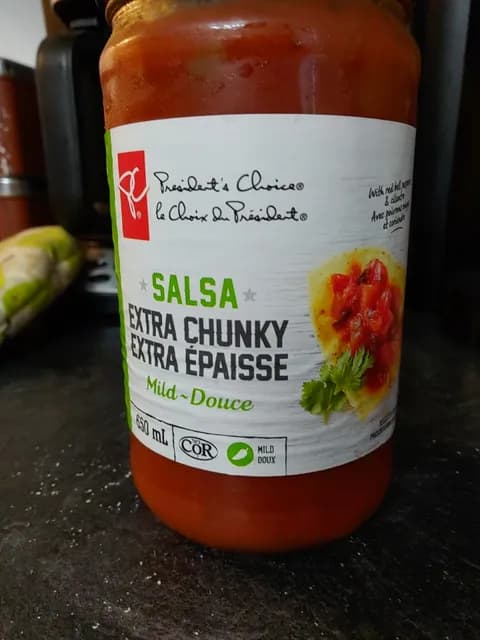 President's Choice®
le Choix du Président®
With red bell peppers
& cilantro
Avec poivrons rouges
et coriandre
SALSA
EXTRA CHUNKY
EXTRA ÉPAISSE
Mild ~ Douce
650 mL
COR
MILD
DOUX